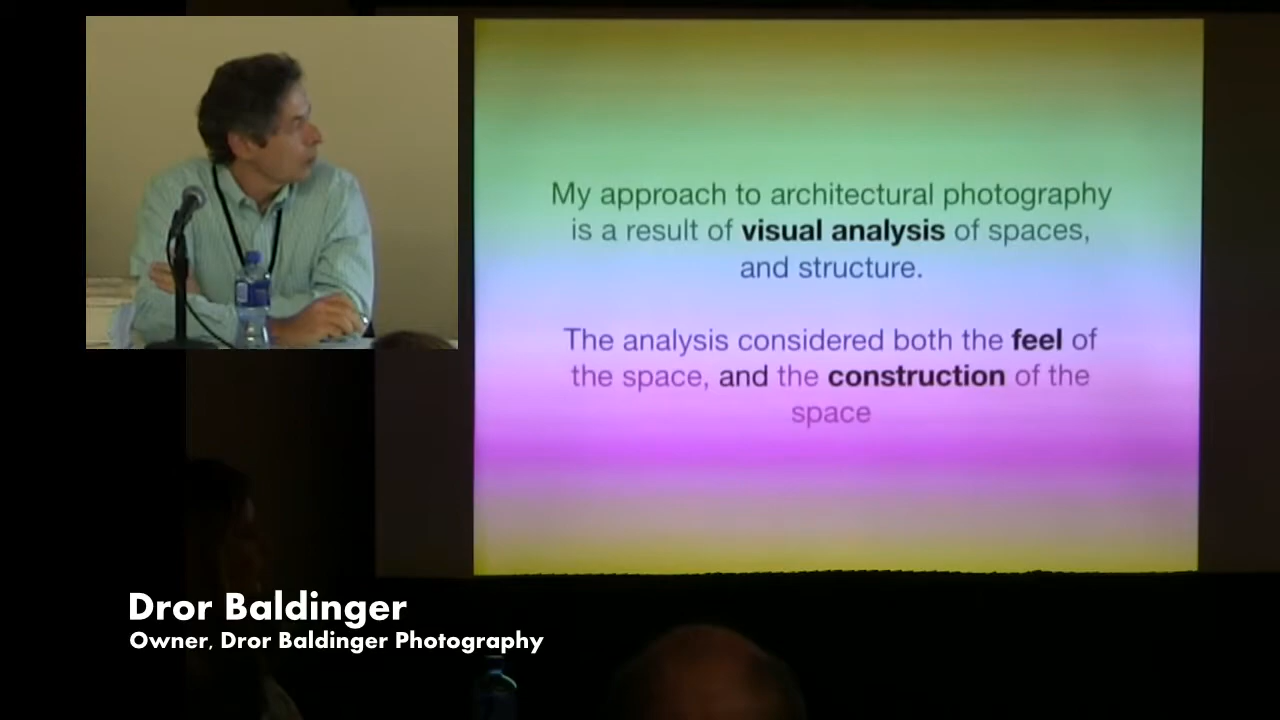 My approach to architectural photography
is a result of visual analysis of spaces,
and structure.
The analysis considered both the feel of
the space, and the construction of the
space
Dror Baldinger
Owner, Dror Baldinger Photography